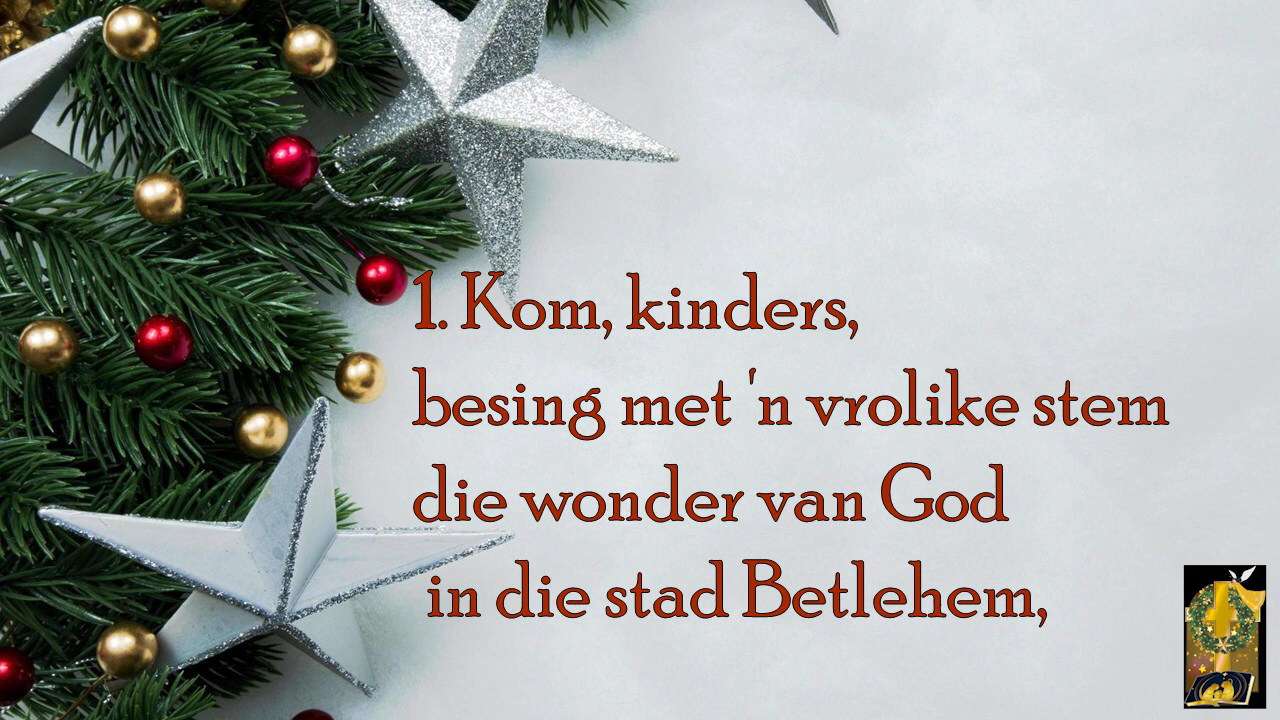 1. Kom, kinders,
besing met 'n vrolike stem
die wonder van God
in die stad Betlehem,